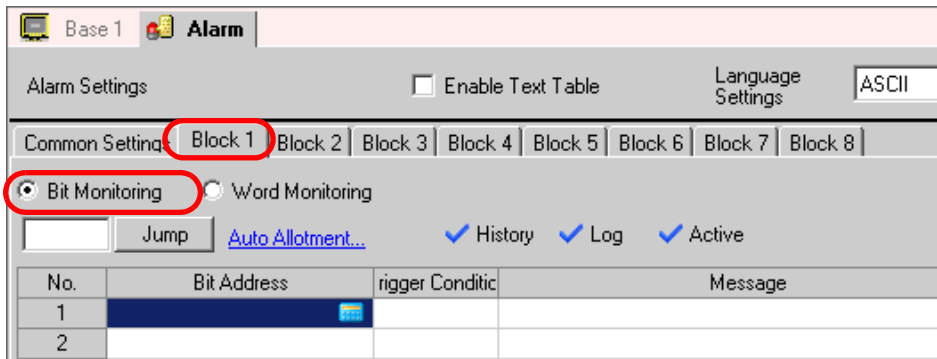 Base 1 Alarm
Alarm Settings Enable Text Table Language Settings ASCII
Common Settings Block 1 Block 2 Block 3 Block 4 Block 5 Block 6 Block 7 Block 8
Bit Monitoring Word Monitoring
Jump Auto Allotment... History Log Active
No. Bit Address rigger Conditic Message
1
2